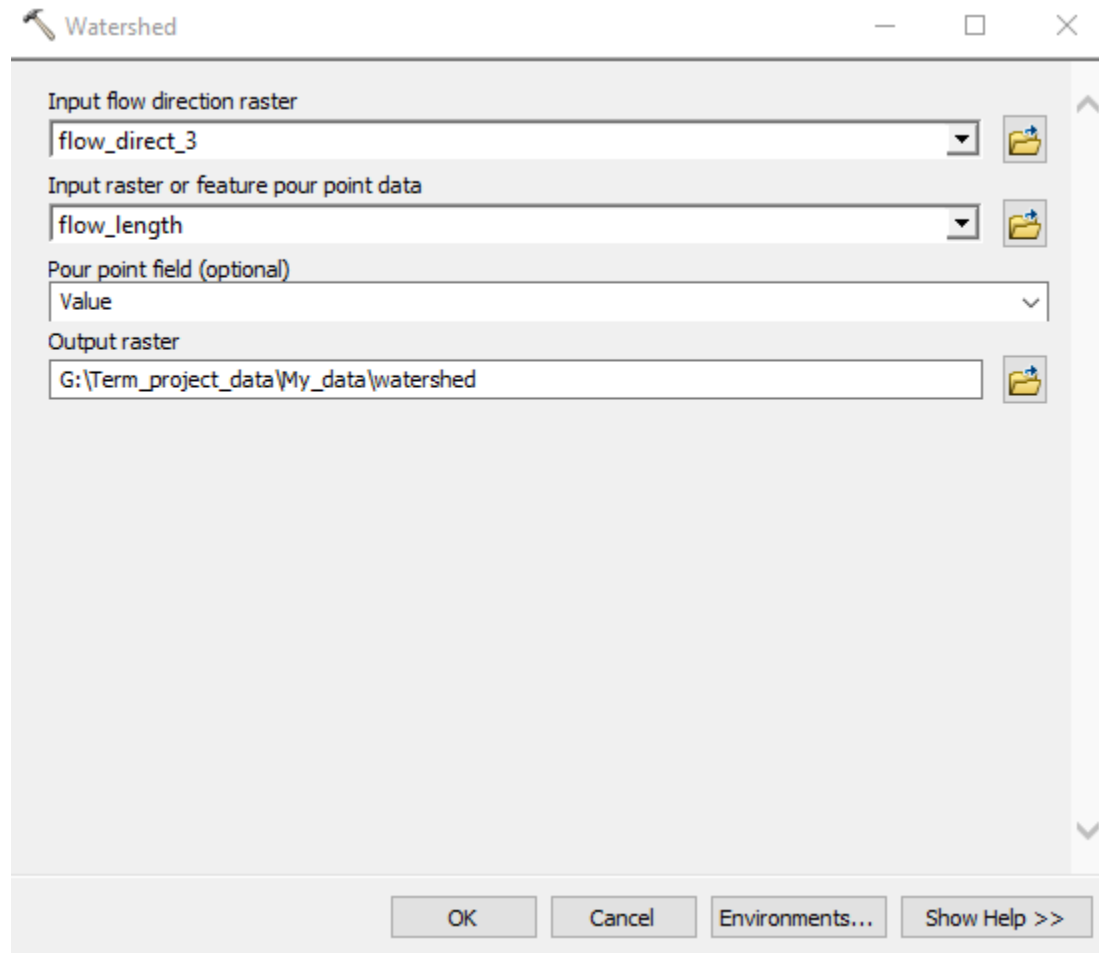 Watershed
Input flow direction raster
flow_direct_3
Input raster or feature pour point data
flow_length
Pour point field (optional)
Value
Output raster
G:\Term_project_data\My_data\watershed
OK Cancel Environments... Show Help >>